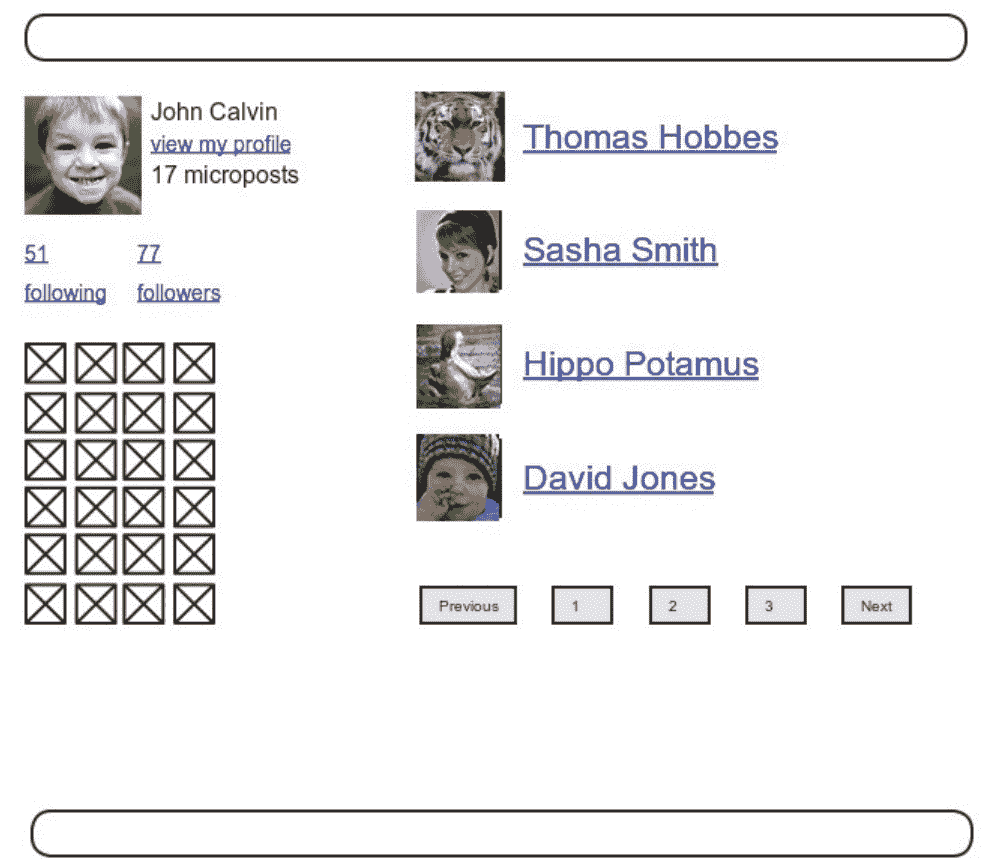 John Calvin
view my profile
17 microposts
51 77
following followers
Thomas Hobbes
Sasha Smith
Hippo Potamus
David Jones
Previous 1 2 3 Next